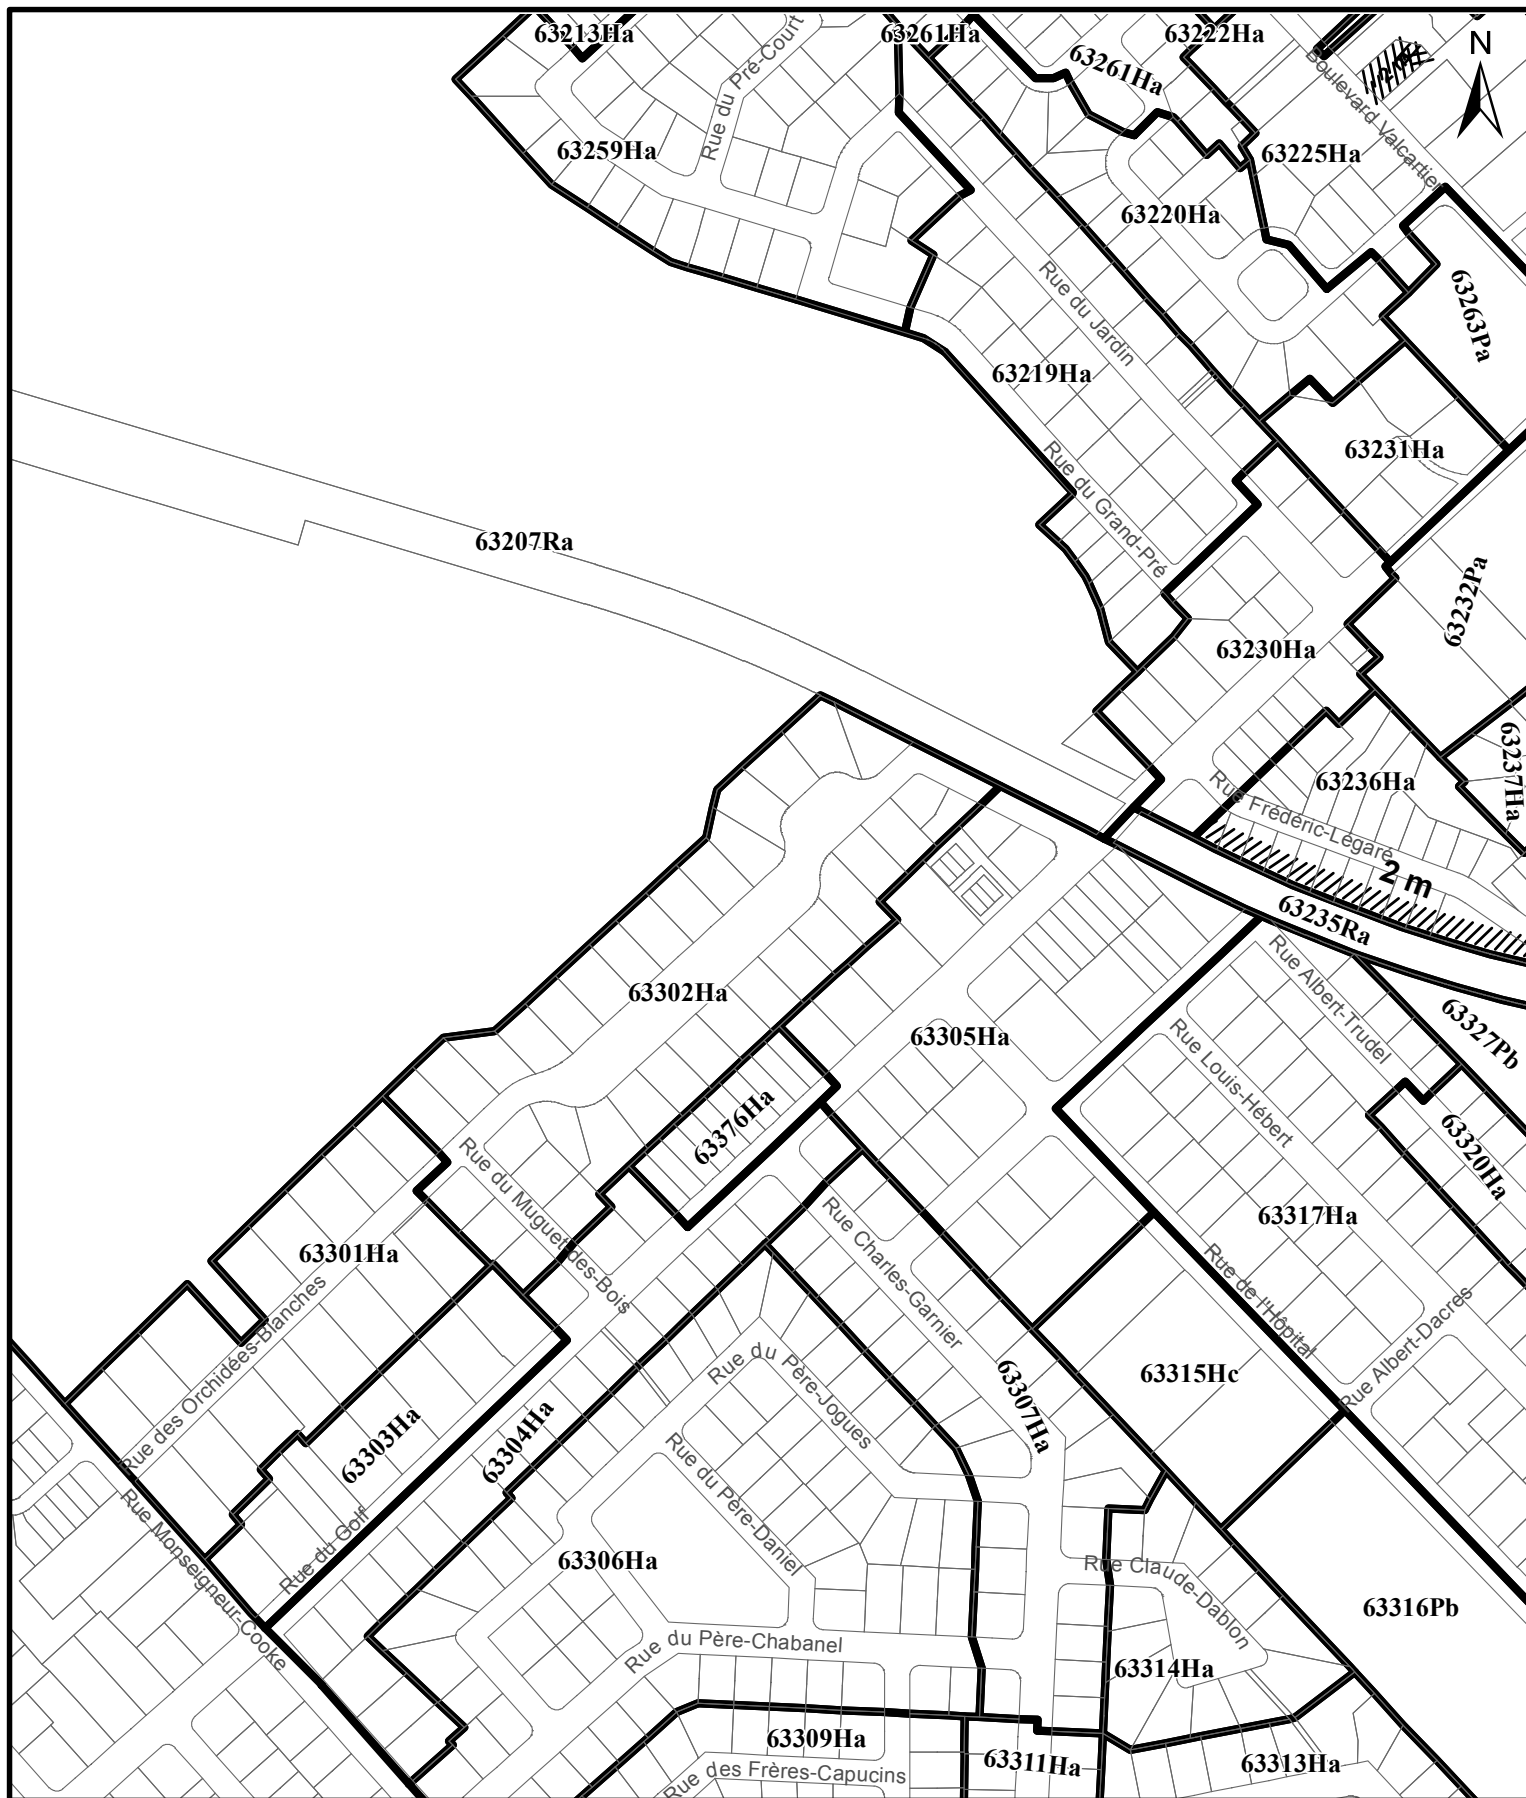 63213Ha
63261Ha
63222Ha
N
63261Ha
Rue du Pré-Court
Boulevard Valcartier
63259Ha
63225Ha
63220Ha
63263Pa
Rue du Jardin
63219Ha
63231Ha
Rue du Grand-Pré
63207Ra
63232Pa
63230Ha
63237Ha
63236Ha
Rue Frédéric-Légaré
2 m
63235Ra
Rue Albert-Trudel
63302Ha
63305Ha
63327Pb
Rue Louis-Hébert
63376Ha
63320Ha
Rue du Muguet-des-Bois
63317Ha
Rue Charles-Garnier
63301Ha
Rue de l'Hôpital
Rue des Orchidées-Blanches
Rue Albert-Dacres
Rue du Père-Jogues
63315Hc
63307Ha
63303Ha
63304Ha
Rue du Père-Daniel
Rue Monseigneur-Cooke
Rue du Golf
63306Ha
Rue Claude-Dablon
63316Pb
Rue du Père-Chabanel
63314Ha
63309Ha
63311Ha
63313Ha
Rue des Frères-Capucins